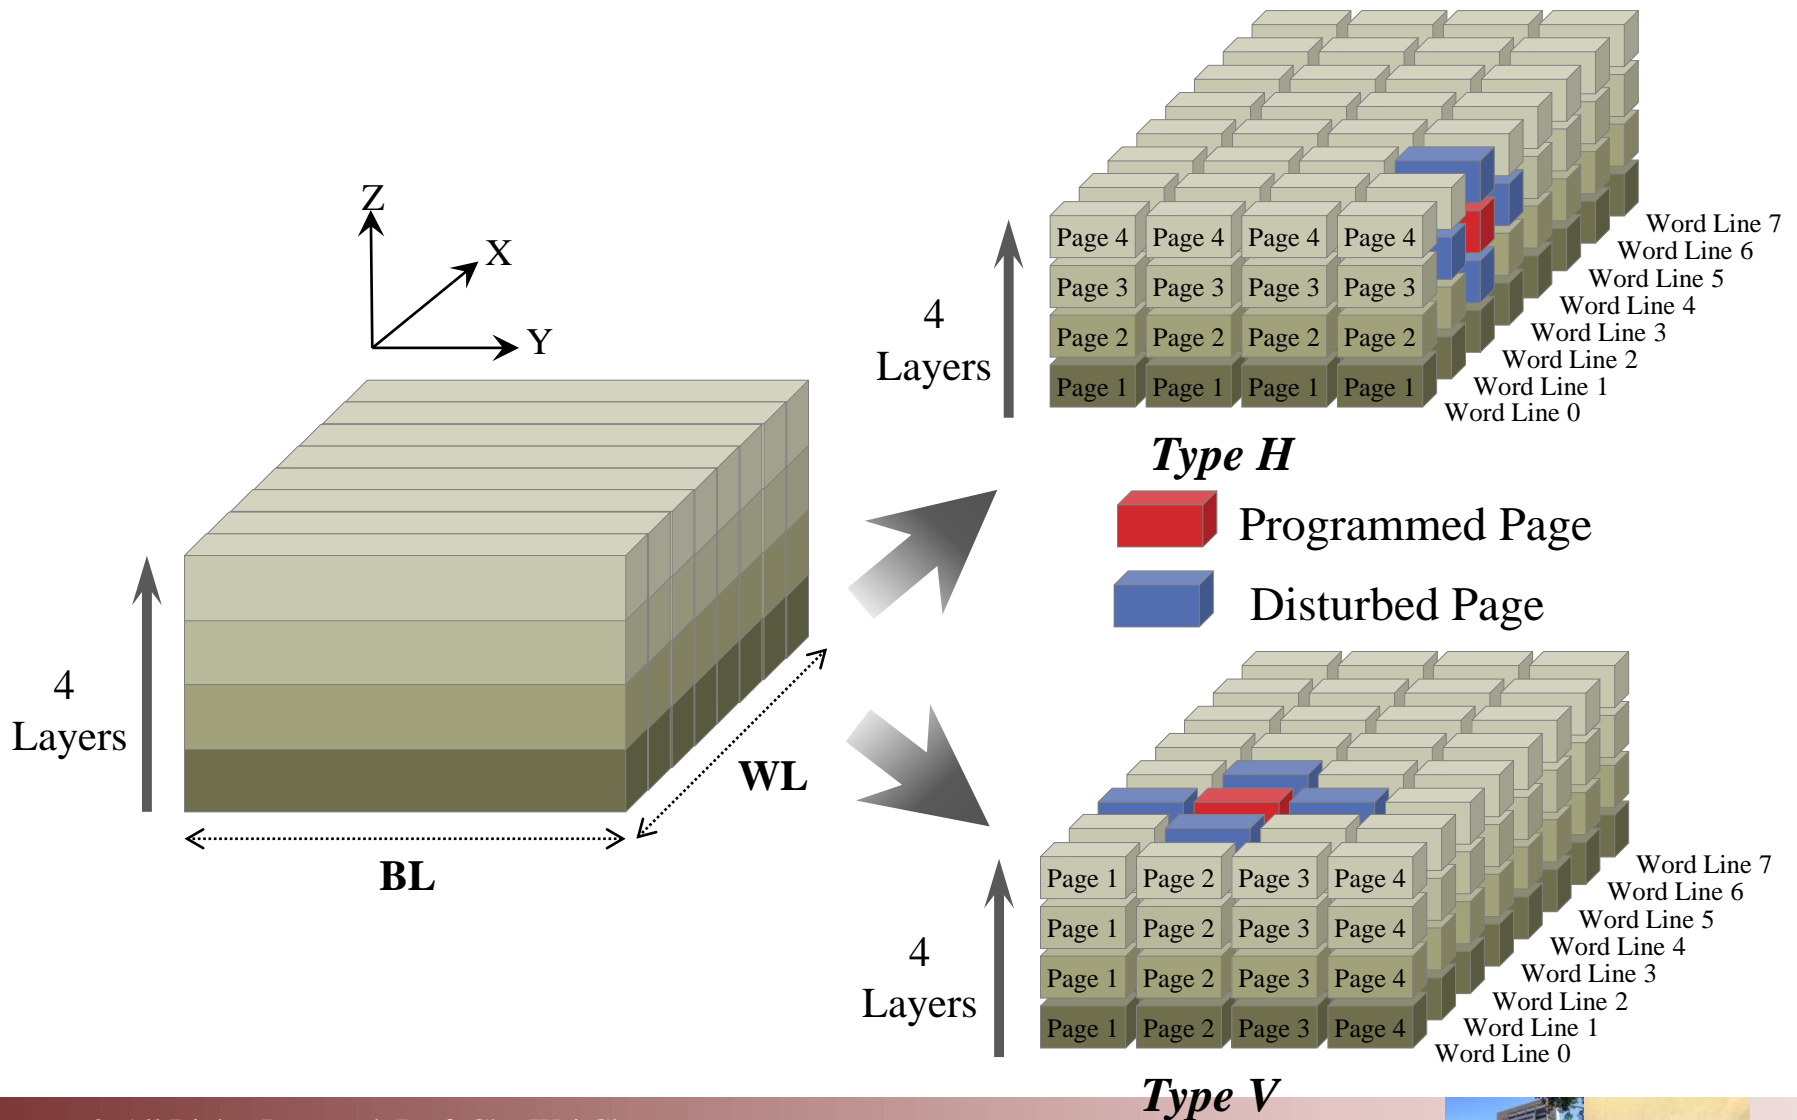 Z
X
Y
4
Layers
WL
BL
4
Layers
Page 4 Page 4 Page 4 Page 4
Page 3 Page 3 Page 3 Page 3
Page 2 Page 2 Page 2 Page 2
Page 1 Page 1 Page 1 Page 1
Word Line 7
Word Line 6
Word Line 5
Word Line 4
Word Line 3
Word Line 2
Word Line 1
Word Line 0
Type H
Programmed Page
Disturbed Page
4
Layers
Page 1 Page 2 Page 3 Page 4
Page 1 Page 2 Page 3 Page 4
Page 1 Page 2 Page 3 Page 4
Page 1 Page 2 Page 3 Page 4
Word Line 7
Word Line 6
Word Line 5
Word Line 4
Word Line 3
Word Line 2
Word Line 1
Word Line 0
Type V